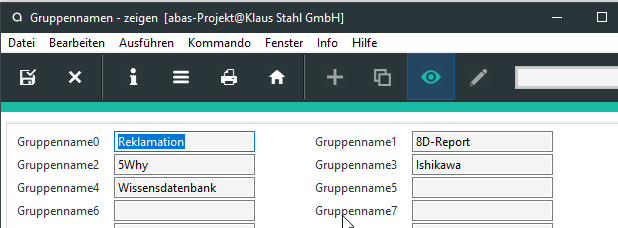 Gruppennamen - zeigen [abas-Projekt@Klaus Stahl GmbH]
Datei Bearbeiten Ausführen Kommando Fenster Info Hilfe
Gruppenname0 Reklamation Gruppenname1 8D-Report
Gruppenname2 5Why Gruppenname3 Ishikawa
Gruppenname4 Wissensdatenbank Gruppenname5
Gruppenname6 Gruppenname7